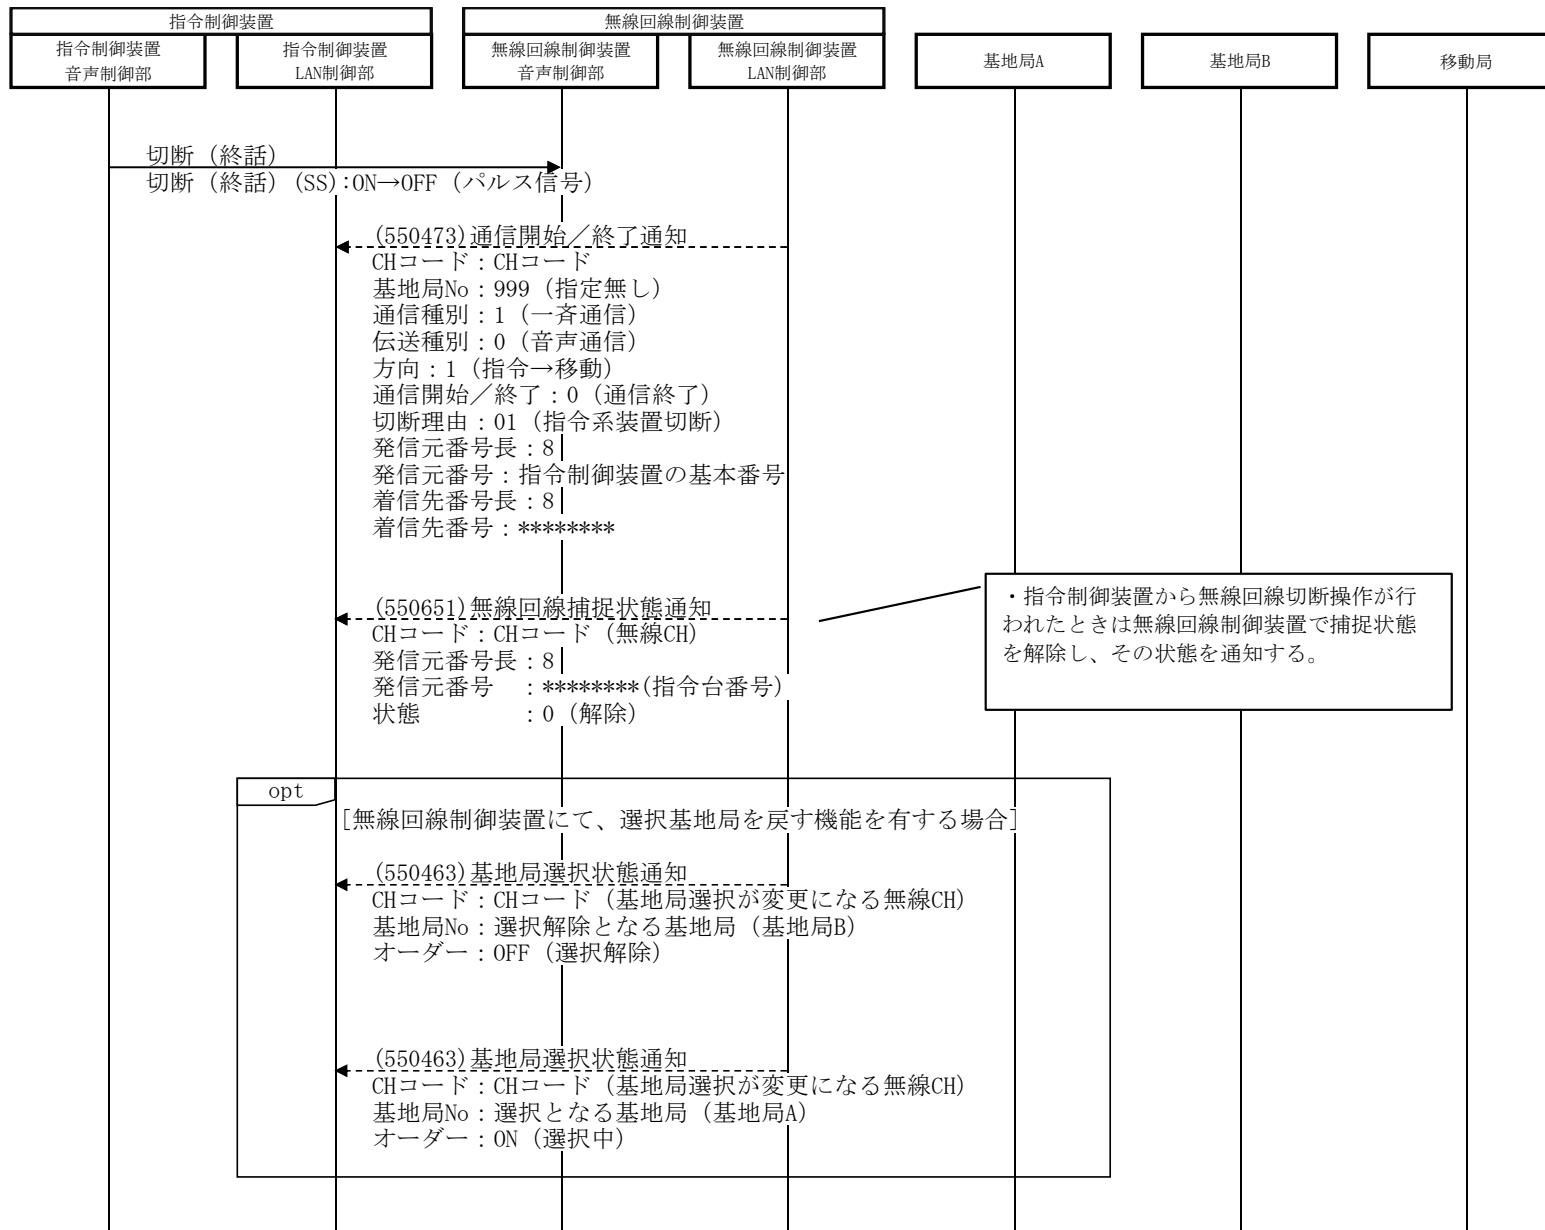 指令制御装置
無線回線制御装置
指令制御装置
音声制御部
指令制御装置
LAN制御部
無線回線制御装置
音声制御部
無線回線制御装置
LAN制御部
基地局A
基地局B
移動局
切断（終話）
切断（終話）(SS):ON→OFF（パルス信号）
(550473)通信開始／終了通知
CHコード：CHコード
基地局No：999（指定無し）
通信種別：1（一斉通信）
伝送種別：0（音声通信）
方向：1（指令→移動）
通信開始／終了：0（通信終了）
切断理由：01（指令系装置切断）
発信元番号長：8
発信元番号：指令制御装置の基本番号
着信先番号長：8
着信先番号：********
(550651)無線回線捕捉状態通知
CHコード：CHコード（無線CH）
発信元番号長：8
発信元番号　：********(指令台番号)
状態　　　　：0（解除）
・指令制御装置から無線回線切断操作が行
われたときは無線回線制御装置で捕捉状態
を解除し、その状態を通知する。
opt
[無線回線制御装置にて、選択基地局を戻す機能を有する場合]
(550463)基地局選択状態通知
CHコード：CHコード（基地局選択が変更になる無線CH）
基地局No：選択解除となる基地局（基地局B）
オーダー：OFF（選択解除）
(550463)基地局選択状態通知
CHコード：CHコード（基地局選択が変更になる無線CH）
基地局No：選択となる基地局（基地局A）
オーダー：ON（選択中）